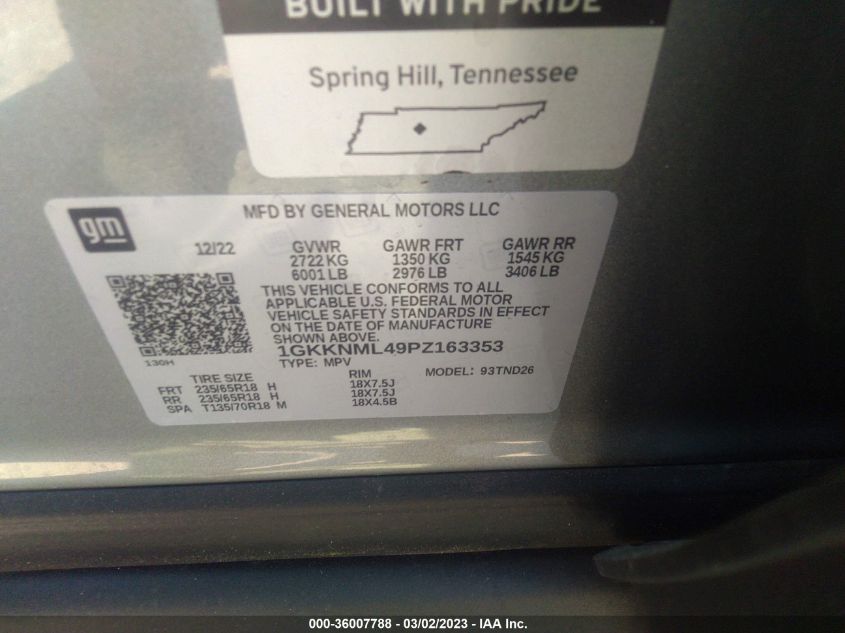 BUILT WITH PRIDE
Spring Hill, Tennessee
gm
MFD BY GENERAL MOTORS LLC
12/22 GVWR GAWR FRT GAWR RR
2722 KG 1350 KG 1545 KG
6001 LB 2976 LB 3406 LB
THIS VEHICLE CONFORMS TO ALL
APPLICABLE U.S. FEDERAL MOTOR
VEHICLE SAFETY STANDARDS IN EFFECT
ON THE DATE OF MANUFACTURE
SHOWN ABOVE.
1GKKNML49PZ163353
130H TYPE: MPV MODEL: 93TND26
TIRE SIZE RIM
FRT 235/65R18 H 18X7.5J
RR 235/65R18 H 18X7.5J
SPA T135/70R18 M 18X4.5B
000-36007788 - 03/02/2023 - IAA Inc.